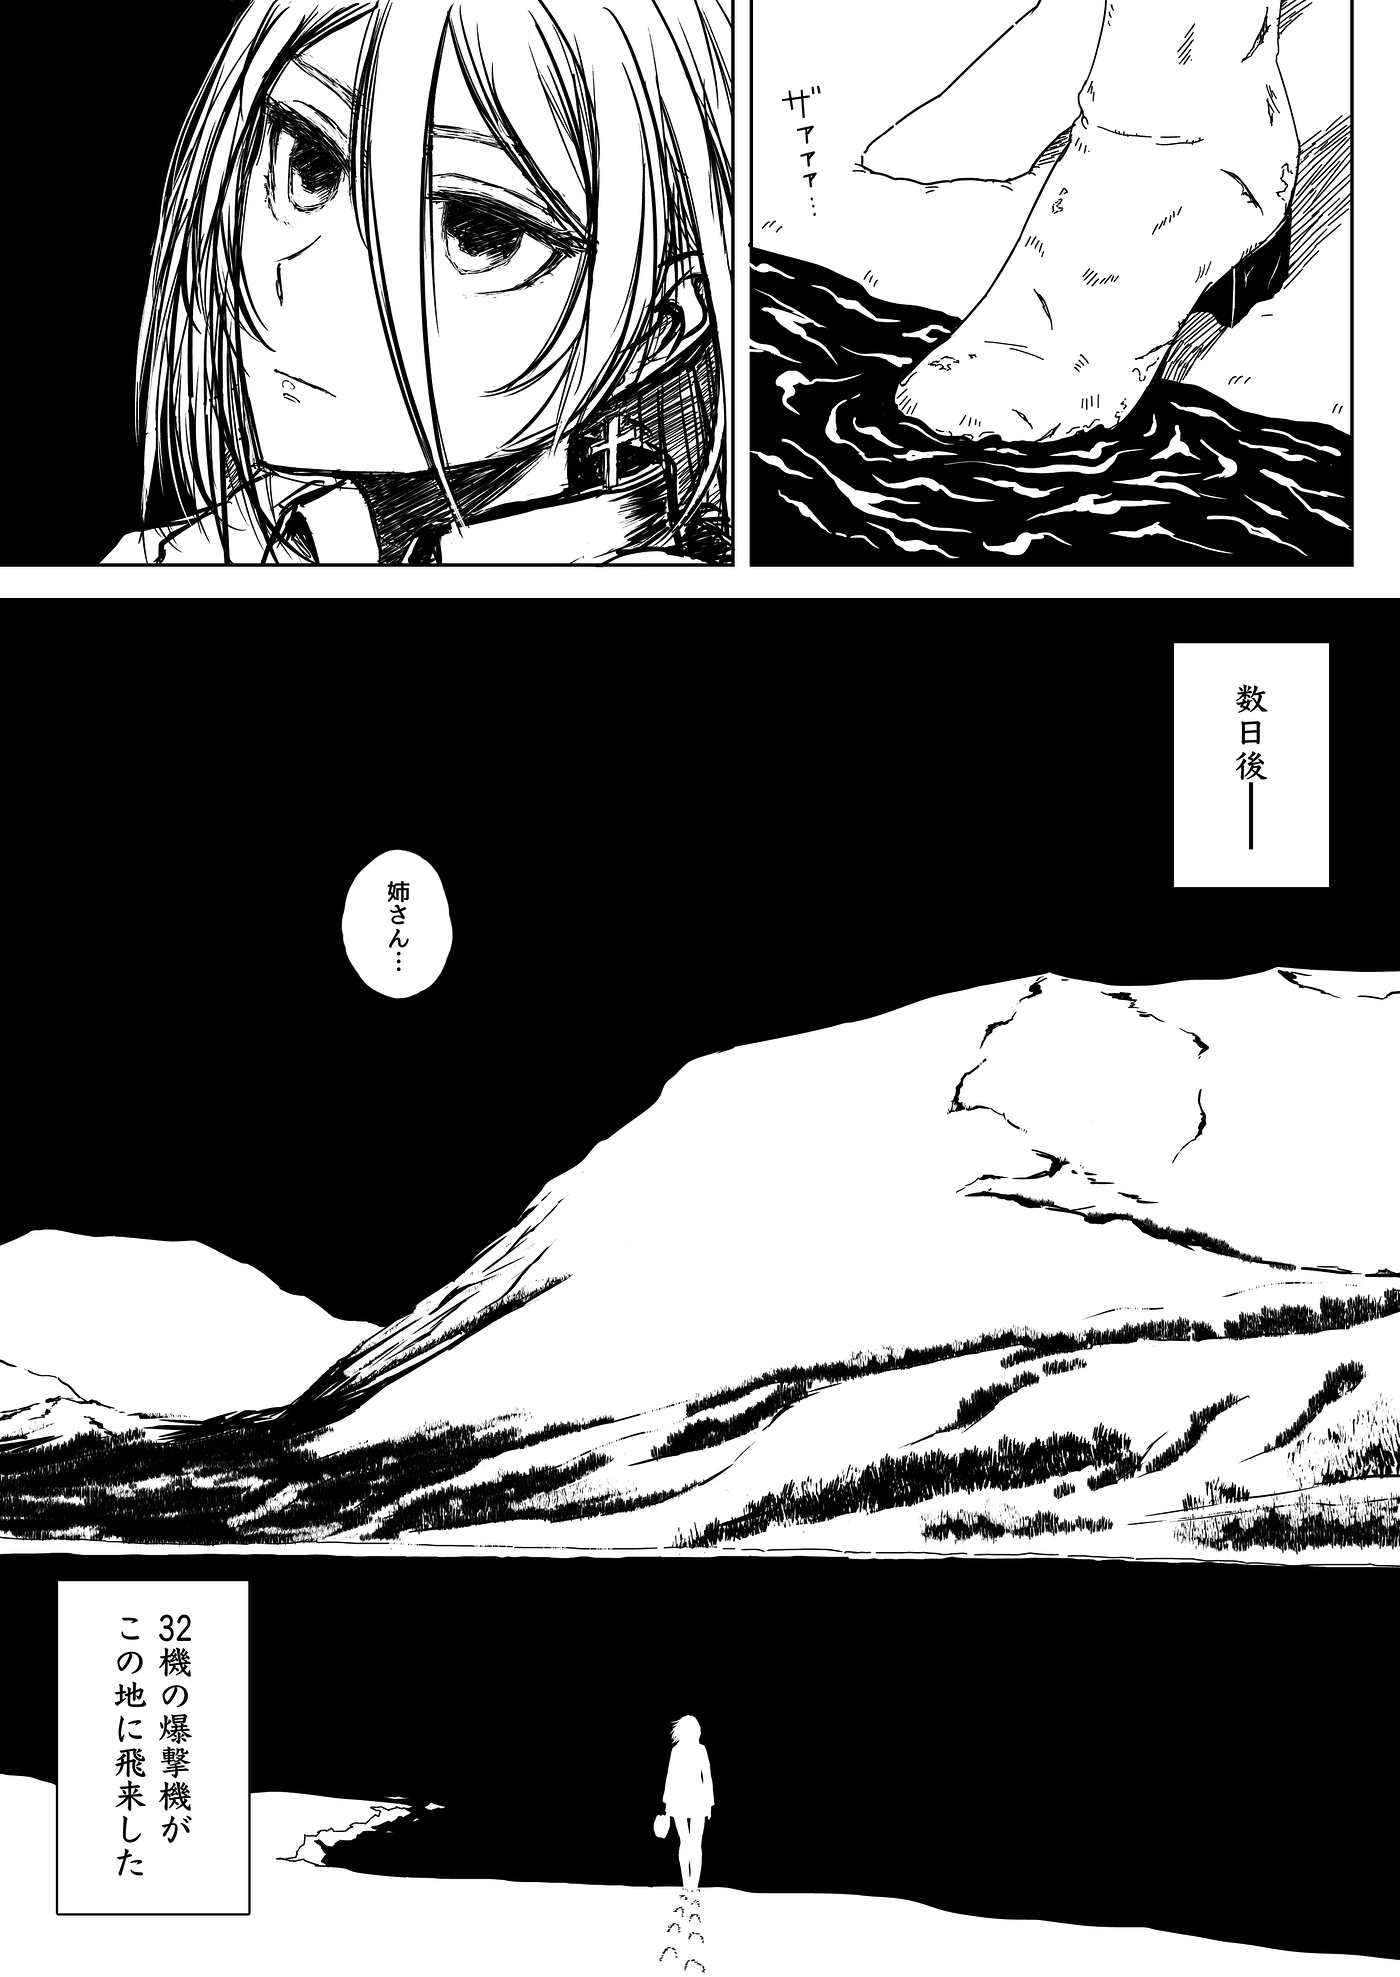 ザァァァ…
数日後―
姉さん…
32機の爆撃機が
この地に飛来した